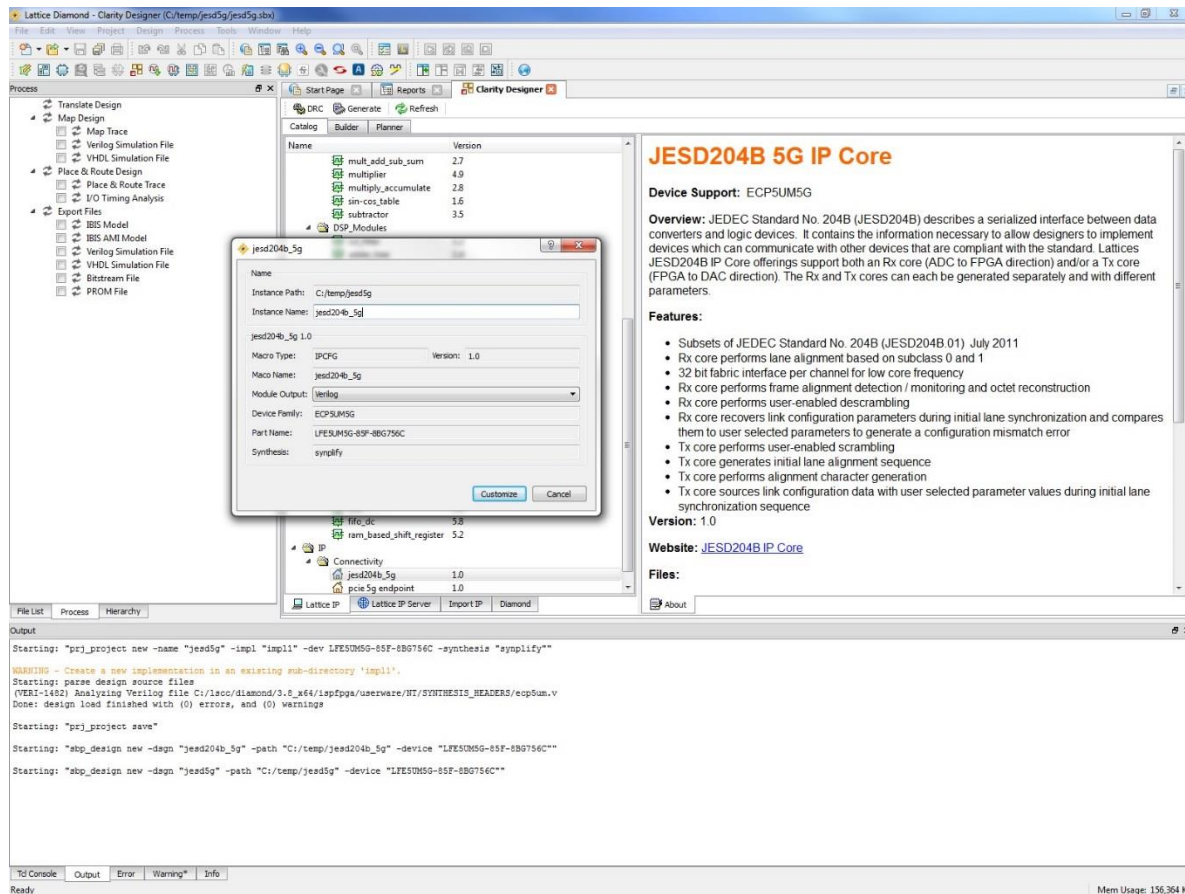 Lattice Diamond - Clarity Designer (C:/temp/jesd5g/jesd5g.sbx)
File Edit View Project Design Process Tools Window Help
Process
Translate Design
Map Design
Map Trace
Verilog Simulation File
VHDL Simulation File
Place & Route Design
Place & Route Trace
I/O Timing Analysis
Export Files
IBIS Model
IBIS AMI Model
Verilog Simulation File
VHDL Simulation File
Bitstream File
PROM File
File List Process Hierarchy
Start Page Reports Clarity Designer
DRC Generate Refresh
Catalog Builder Planner
Name Version
mult_add_sub_sum 2.7
multiplier 4.9
multiply_accumulate 2.8
sin-cos_table 1.6
subtractor 3.5
DSP_Modules
jesd204b_5g
Name
Instance Path: C:/temp/jesd5g
Instance Name: jesd204b_5g
jesd204b_5g 1.0
Macro Type: IPCFG Version: 1.0
Maco Name: jesd204b_5g
Module Output: Verilog
Device Family: ECP5UM5G
Part Name: LFE5UM5G-85F-8BG756C
Synthesis: synplify
Customize Cancel
fifo_dc 5.8
ram_based_shift_register 5.2
IP
Connectivity
jesd204b_5g 1.0
pcie 5g endpoint 1.0
Lattice IP Lattice IP Server Import IP Diamond
JESD204B 5G IP Core
Device Support: ECP5UM5G
Overview: JEDEC Standard No. 204B (JESD204B) describes a serialized interface between data
converters and logic devices. It contains the information necessary to allow designers to implement
devices which can communicate with other devices that are compliant with the standard. Lattices
JESD204B IP Core offerings support both an Rx core (ADC to FPGA direction) and/or a Tx core
(FPGA to DAC direction). The Rx and Tx cores can each be generated separately and with different
parameters.
Features:
• Subsets of JEDEC Standard No. 204B (JESD204B.01) July 2011
• Rx core performs lane alignment based on subclass 0 and 1
• 32 bit fabric interface per channel for low core frequency
• Rx core performs frame alignment detection / monitoring and octet reconstruction
• Rx core performs user-enabled descrambling
• Rx core recovers link configuration parameters during initial lane synchronization and compares
them to user selected parameters to generate a configuration mismatch error
• Tx core performs user-enabled scrambling
• Tx core generates initial lane alignment sequence
• Tx core performs alignment character generation
• Tx core sources link configuration data with user selected parameter values during initial lane
synchronization sequence
Version: 1.0
Website: JESD204B IP Core
Files:
About
Output
Starting: "prj_project new -name "jesd5g" -impl "impl1" -dev LFE5UM5G-85F-8BG756C -synthesis "synplify""
WARNING - Create a new implementation in an existing sub-directory 'impl1'.
Starting: parse design source files
(VERI-1482) Analyzing Verilog file C:/lscc/diamond/3.8_x64/ispfpga/userware/NT/SYNTHESIS_HEADERS/ecp5um.v
Done: design load finished with (0) errors, and (0) warnings
Starting: "prj_project save"
Starting: "sbp_design new -dsgn "jesd204b_5g" -path "C:/temp/jesd204b_5g" -device "LFE5UM5G-85F-8BG756C""
Starting: "sbp_design new -dsgn "jesd5g" -path "C:/temp/jesd5g" -device "LFE5UM5G-85F-8BG756C""
Tcl Console Output Error Warning* Info
Ready
Mem Usage: 156,364 K